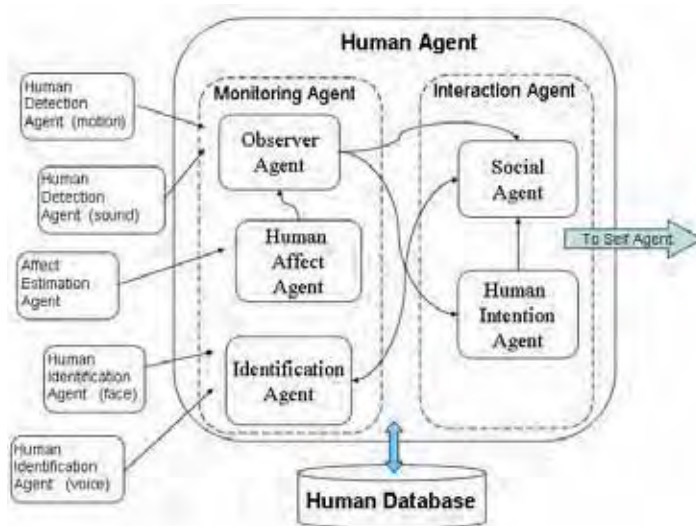 Human Agent
Human
Detection
Agent (motion)
Human
Detection
Agent (sound)
Affect
Estimation
Agent
Human
Identification
Agent (face)
Human
Identification
Agent (voice)
Monitoring Agent
Observer
Agent
Human
Affect
Agent
Identification
Agent
Interaction Agent
Social
Agent
Human
Intention
Agent
To Self Agent
Human Database